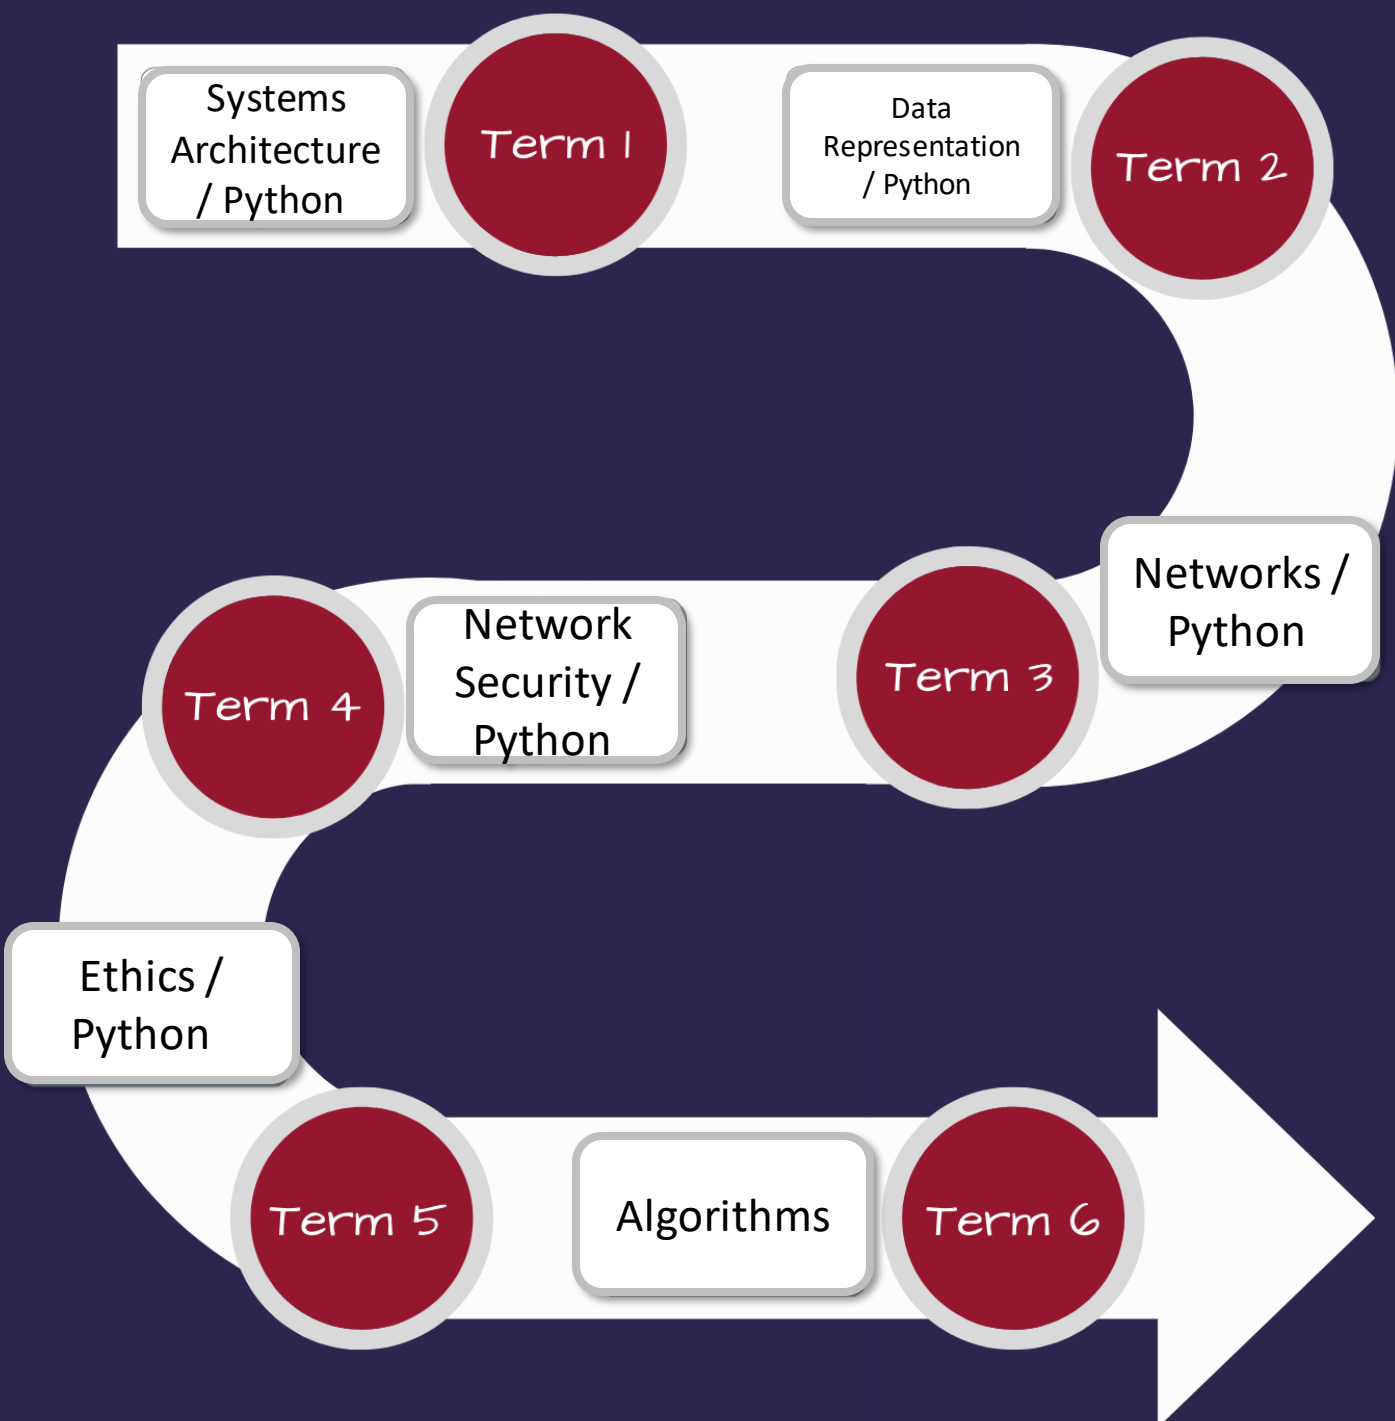 Systems
Architecture
/ Python
Term 1
Data
Representation
/ Python
Term 2
Networks /
Python
Term 3
Network
Security /
Python
Term 4
Ethics /
Python
Term 5
Algorithms
Term 6